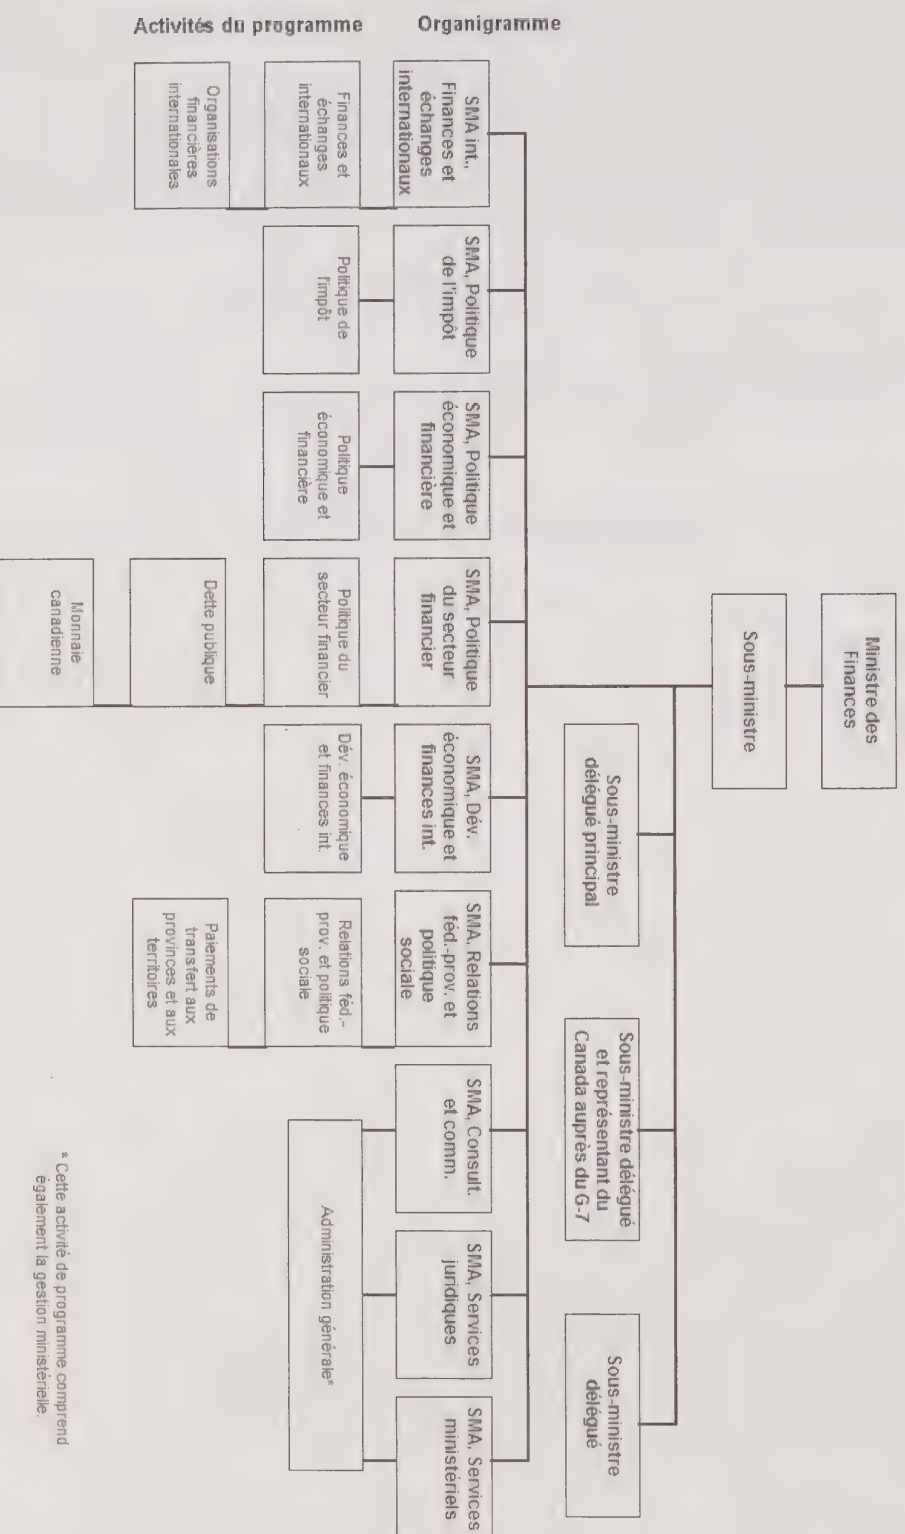 Ministre des
Finances
Sous-ministre
Sous-ministre
délégué principal
Sous-ministre délégué
et représentant du
Canada auprès du G-7
Sous-ministre
délégué
Organigramme
SMA int.,
Finances et
échanges
internationaux
SMA, Politique
de l'impôt
SMA, Politique
économique et
financière
SMA, Politique
du secteur
financier
SMA, Dév.
économique et
finances int.
SMA, Relations
féd.-prov. et
politique
sociale
SMA, Consult.
et comm.
SMA, Services
juridiques
SMA, Services
ministériels
Activités du programme
Finances et
échanges
internationaux
Politique de
l'impôt
Politique
économique et
financière
Politique du
secteur financier
Dév. économique
et finances int.
Relations féd.-
prov. et politique
sociale
Administration générale*
Organisations
financières
internationales
Dette publique
Paiements de
transfert aux
provinces et aux
territoires
Monnaie
canadienne
* Cette activité de programme comprend
également la gestion ministérielle.